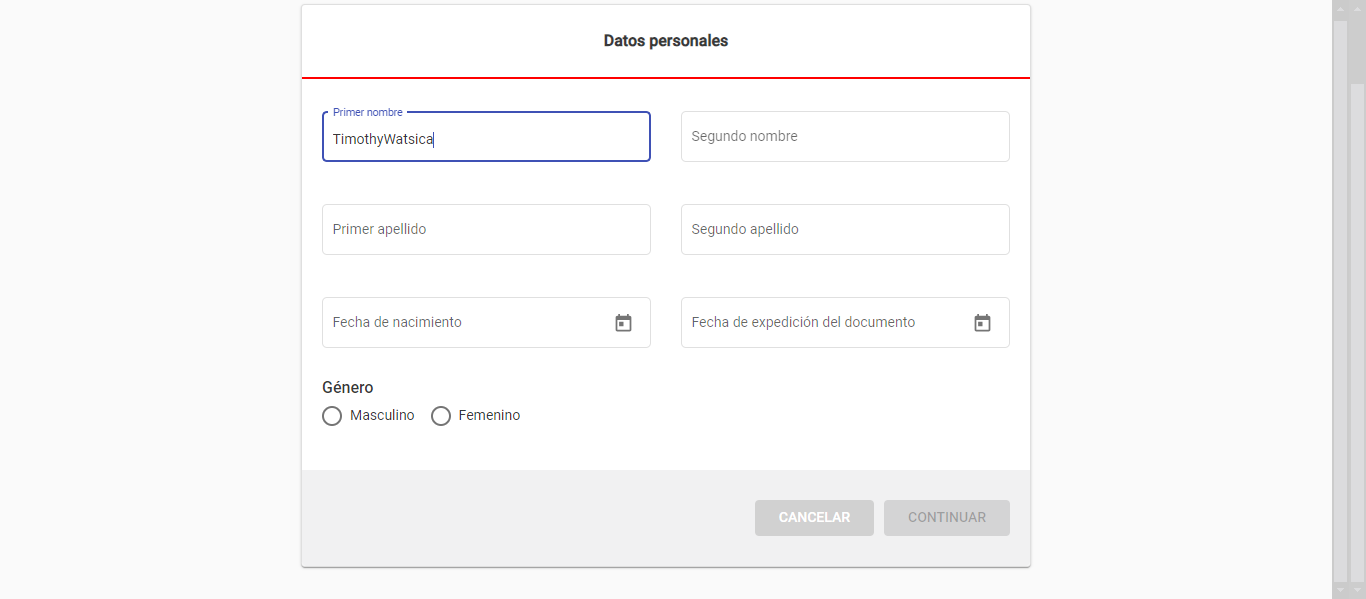 Datos personales
Primer nombre
TimothyWatsica
Segundo nombre
Primer apellido
Segundo apellido
Fecha de nacimiento
Fecha de expedición del documento
Género
Masculino
Femenino
CANCELAR
CONTINUAR